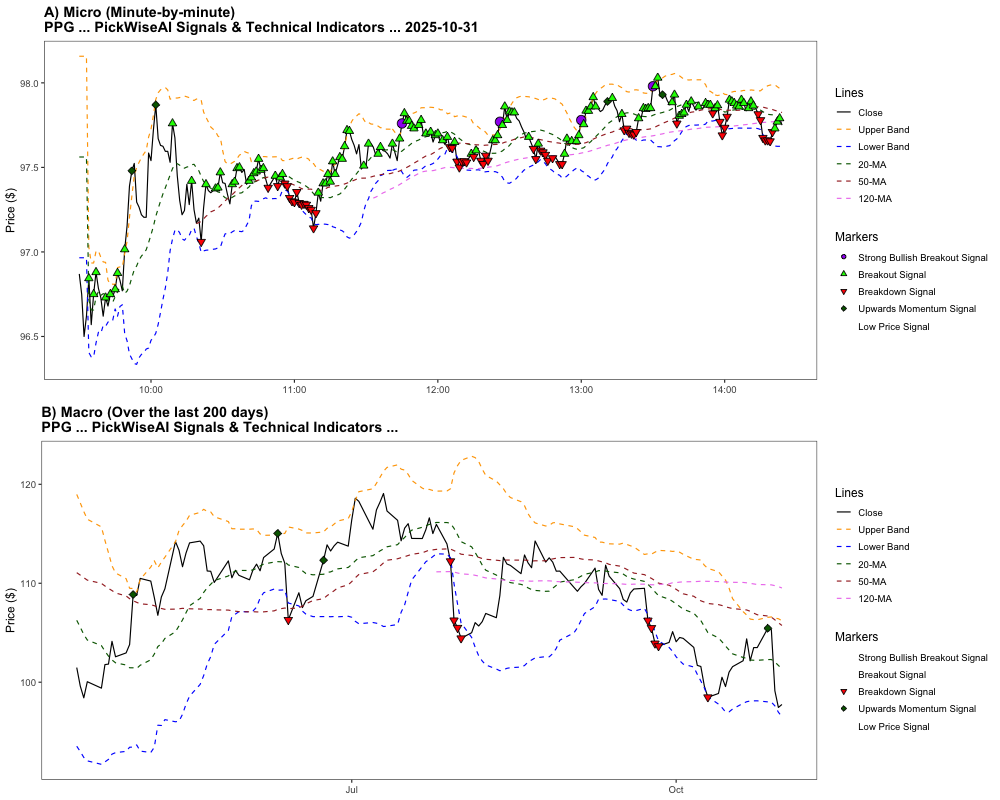 A) Micro (Minute-by-minute)
PPG ... PickWiseAI Signals & Technical Indicators ... 2025-10-31
98.0
97.5
97.0
96.5
Price ($)
10:00
11:00
12:00
13:00
14:00
Lines
Close
Upper Band
Lower Band
20-MA
50-MA
120-MA
Markers
Strong Bullish Breakout Signal
Breakout Signal
Breakdown Signal
Upwards Momentum Signal
Low Price Signal
B) Macro (Over the last 200 days)
PPG ... PickWiseAI Signals & Technical Indicators ...
120
110
100
Price ($)
Jul
Oct
Lines
Close
Upper Band
Lower Band
20-MA
50-MA
120-MA
Markers
Strong Bullish Breakout Signal
Breakout Signal
Breakdown Signal
Upwards Momentum Signal
Low Price Signal